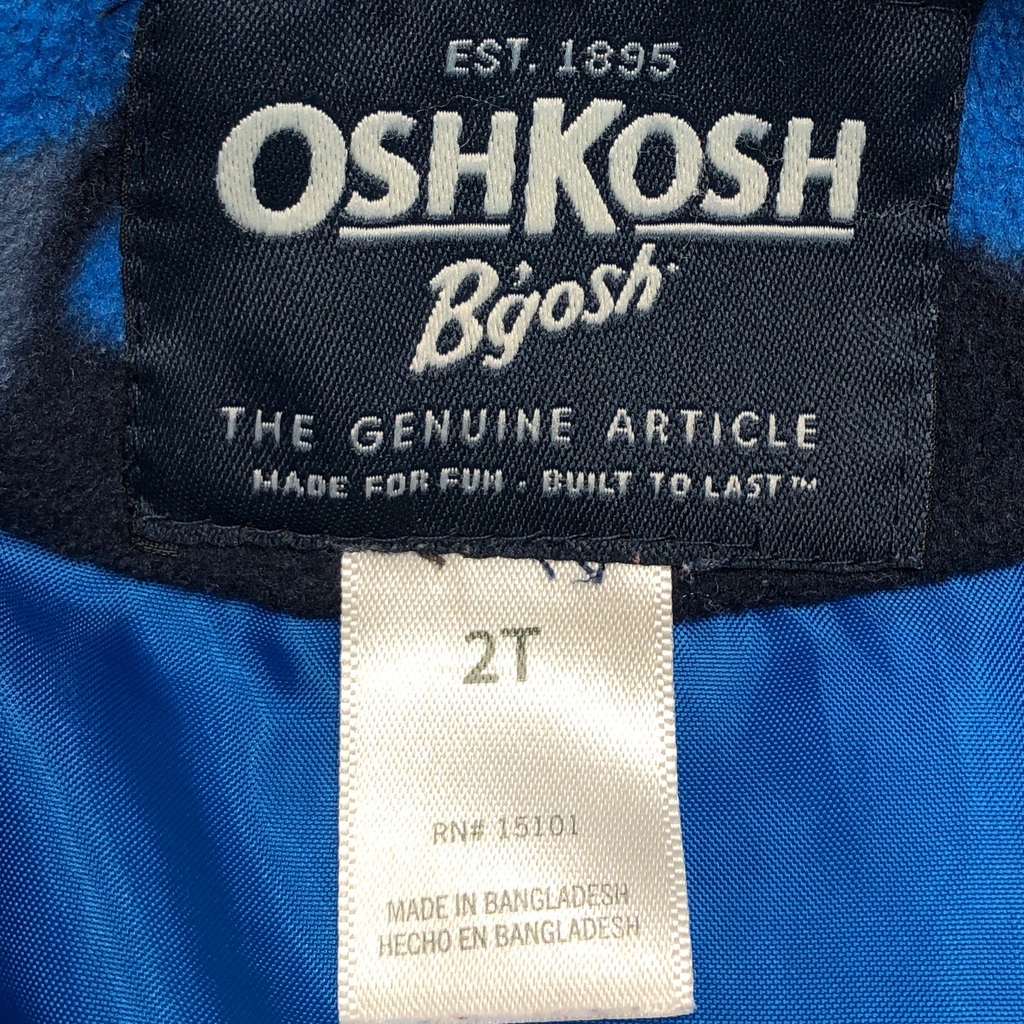 EST. 1895
OSHKOSH
B'gosh
THE GENUINE ARTICLE
MADE FOR FUN · BUILT TO LAST™
2T
RN# 15101
MADE IN BANGLADESH
HECHO EN BANGLADESH